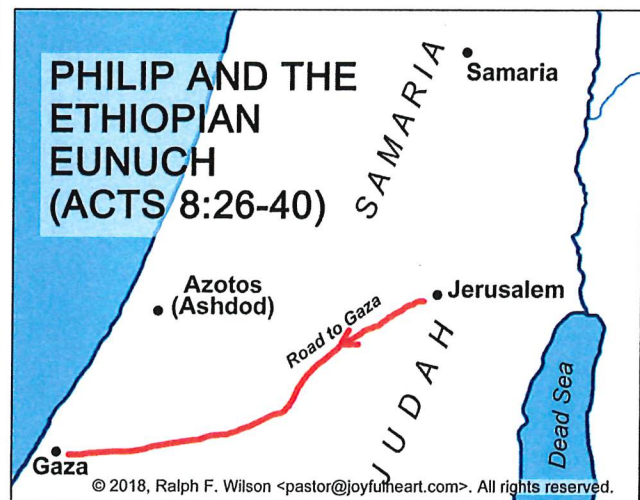 PHILIP AND THE
ETHIOPIAN
EUNUCH
(ACTS 8:26-40)
Samaria
SAMARIA
Azotos
(Ashdod)
Jerusalem
Road to Gaza
JUDAH
Dead Sea
Gaza
© 2018, Ralph F. Wilson <pastor@joyfulheart.com>. All rights reserved.